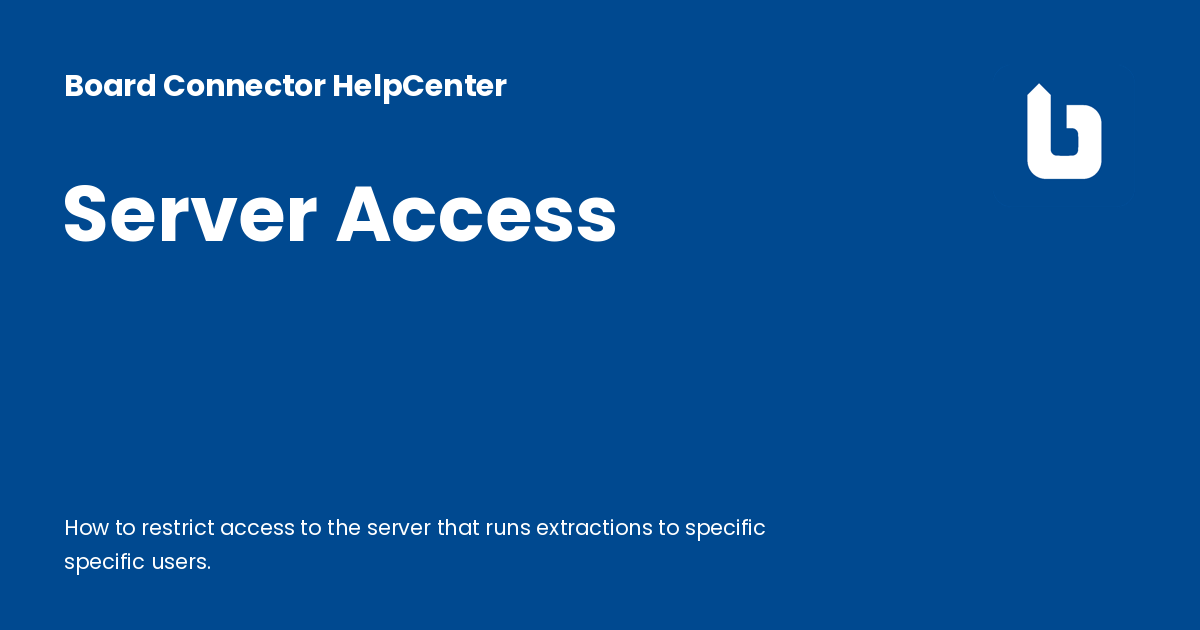 Board Connector HelpCenter
Server Access
How to restrict access to the server that runs extractions to specific
specific users.